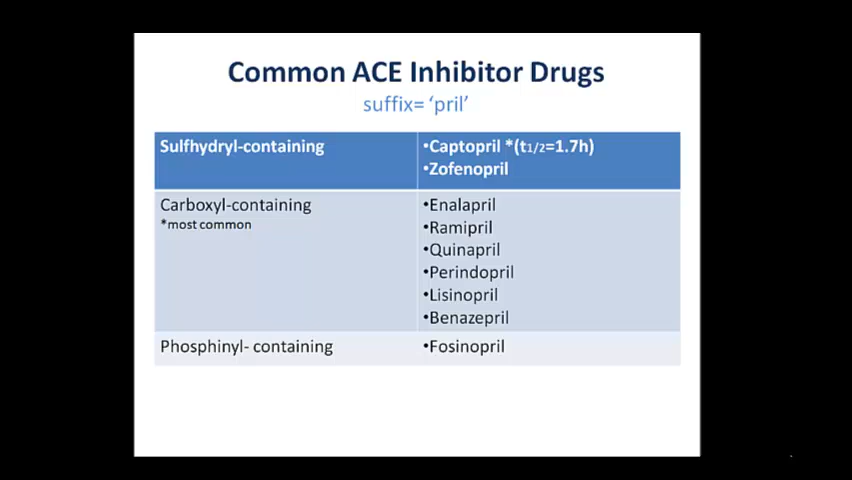 Common ACE Inhibitor Drugs
suffix= ‘pril’
Sulfhydryl-containing
•Captopril *(t1/2=1.7h)
•Zofenopril
Carboxyl-containing
*most common
•Enalapril
•Ramipril
•Quinapril
•Perindopril
•Lisinopril
•Benazepril
Phosphinyl- containing
•Fosinopril